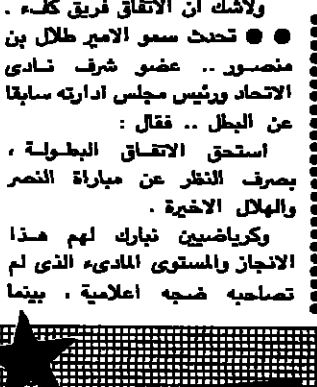 ولاشك ان الاتفاق فريق كفء .
● ● تحدث سمو الامير طلال بن
منصور .. عضو شرف نادى
الاتحاد ورئيس مجلس ادارته سابقا
عن البطل .. فقال :
استحق الاتفاق البطولة ،
بصرف النظر عن مباراة النصر
والهلال الاخيرة .
وكرياضيين نبارك لهم هذا
الانجاز والمستوى الهادىء الذى لم
تصاحبه ضجه اعلامية ، بينما